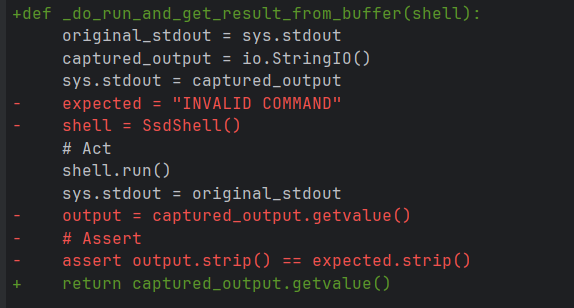 +def _do_run_and_get_result_from_buffer(shell):
     original_stdout = sys.stdout
     captured_output = io.StringIO()
     sys.stdout = captured_output
-    expected = "INVALID COMMAND"
-    shell = SsdShell()
     # Act
     shell.run()
     sys.stdout = original_stdout
-    output = captured_output.getvalue()
-    # Assert
-    assert output.strip() == expected.strip()
+    return captured_output.getvalue()